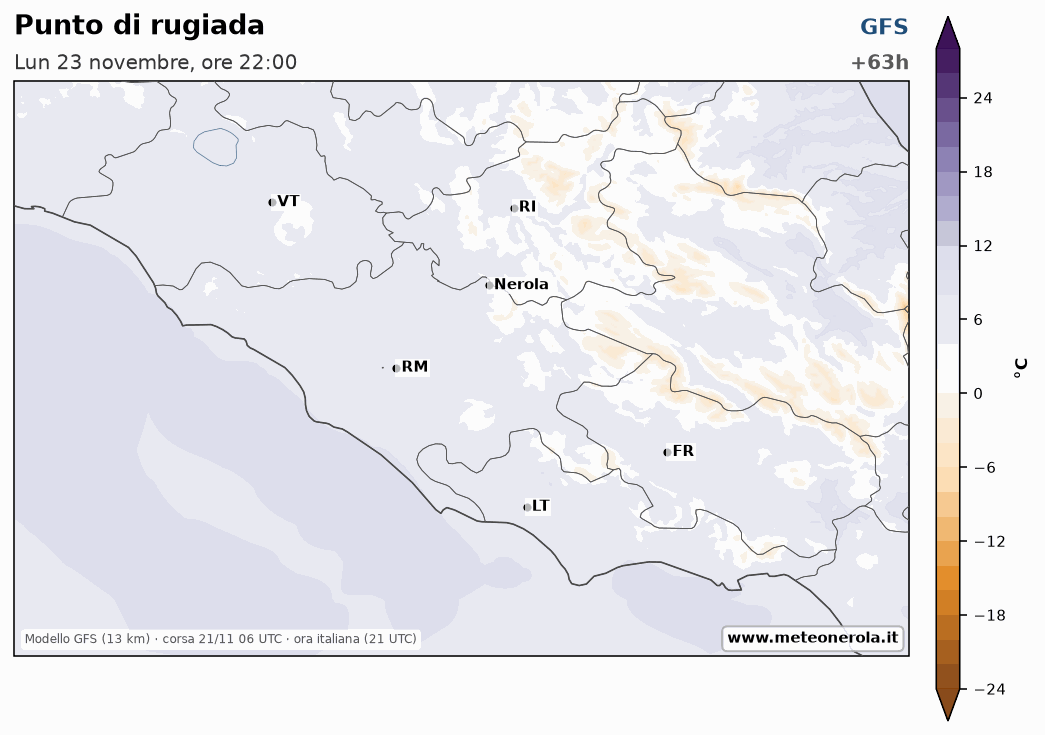 Punto di rugiada
GFS
Lun 23 novembre, ore 22:00
+63h
VT
RI
Nerola
RM
FR
LT
24
18
12
6
0
−6
−12
−18
−24
°C
Modello GFS (13 km) · corsa 21/11 06 UTC · ora italiana (21 UTC)
www.meteonerola.it